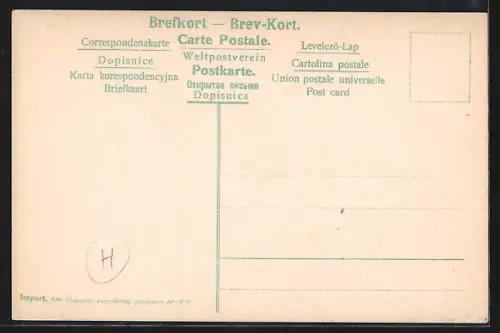 Brefkort — Brev-Kort.
Correspondenzkarte
Carte Postale.
Levelező-Lap
Dopisnice
Weltpostverein
Cartolina postale
Karta korespondencyjna
Postkarte.
Union postale universelle
Briefkaart
Открытое письмо
Post card
Dopisnica
H
Import.